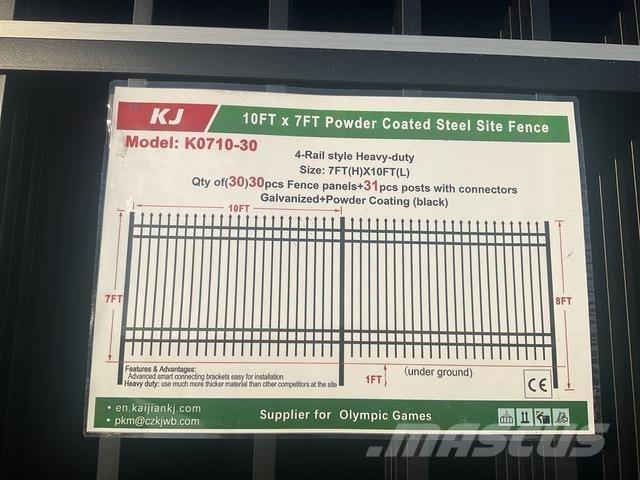 KJ
10FT x 7FT Powder Coated Steel Site Fence
Model: K0710-30
4-Rail style Heavy-duty
Size: 7FT(H)X10FT(L)
Qty of(30)30pcs Fence panels+31pcs posts with connectors
Galvanized+Powder Coating (black)
10FT
7FT
8FT
1FT
(under ground)
Features & Advantages:
Advanced smart connecting brackets easy for installation
Heavy duty: use much more thicker material than other competitors at the site
CE
• en.kaijiankj.com
• pkm@czkjwb.com
Supplier for Olympic Games
MASCUS